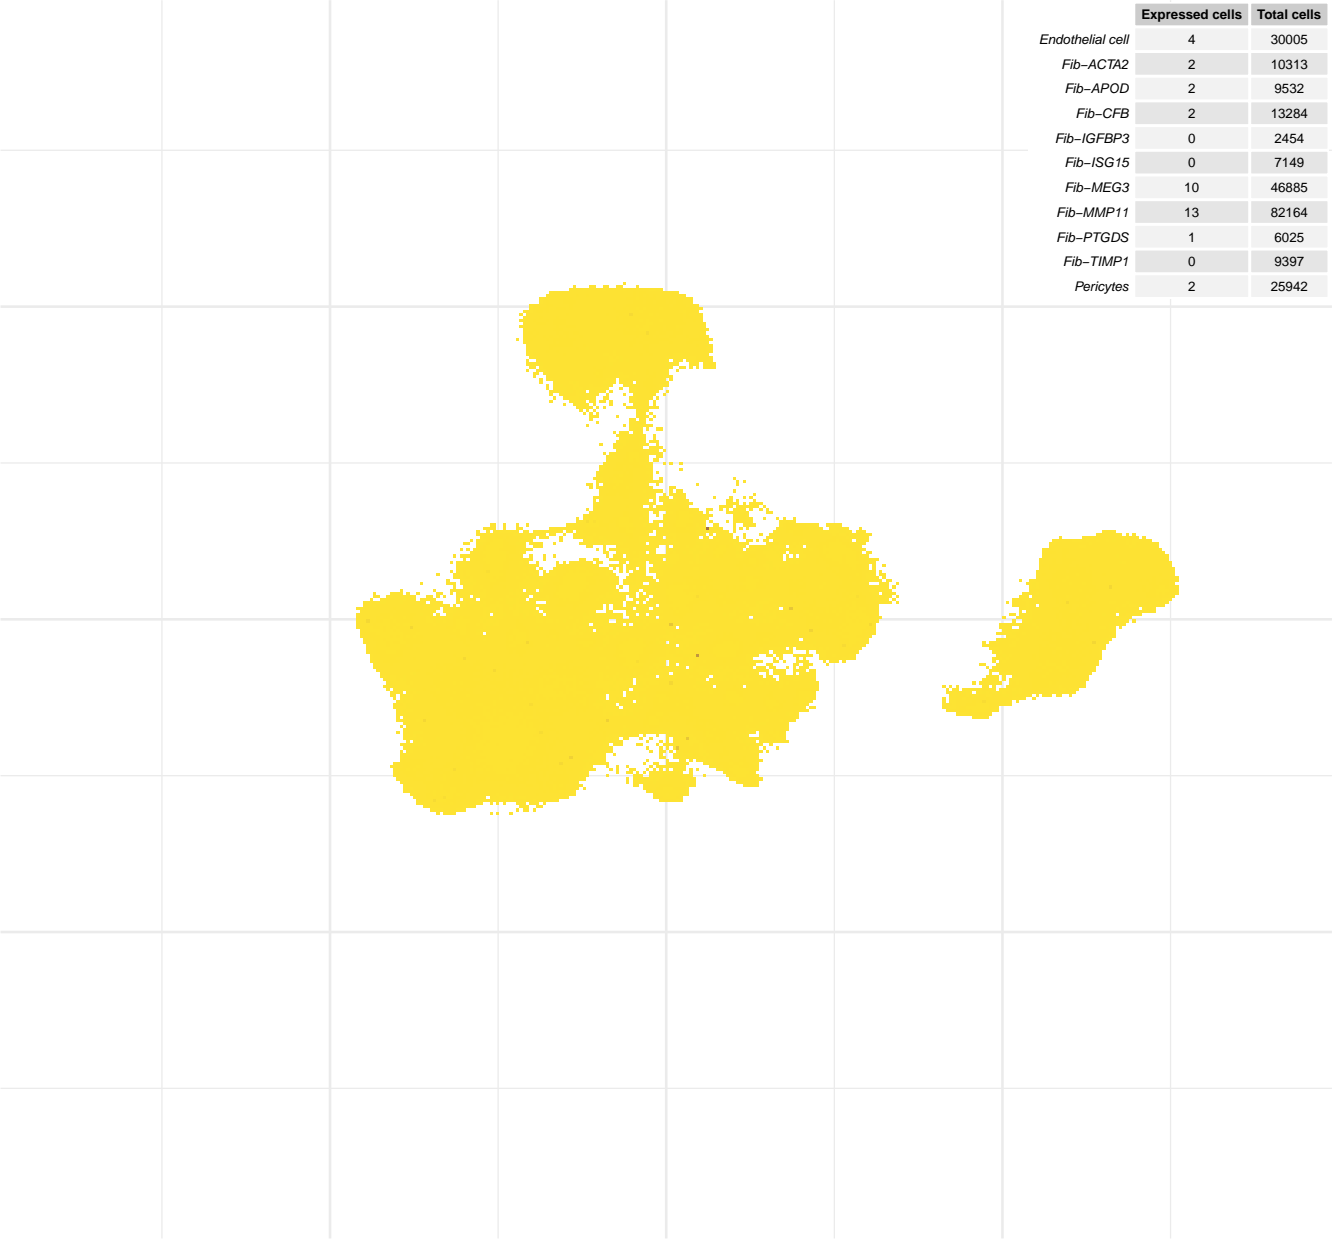 Expressed cells Total cells
Endothelial cell 4 30005
Fib−ACTA2 2 10313
Fib−APOD 2 9532
Fib−CFB 2 13284
Fib−IGFBP3 0 2454
Fib−ISG15 0 7149
Fib−MEG3 10 46885
Fib−MMP11 13 82164
Fib−PTGDS 1 6025
Fib−TIMP1 0 9397
Pericytes 2 25942